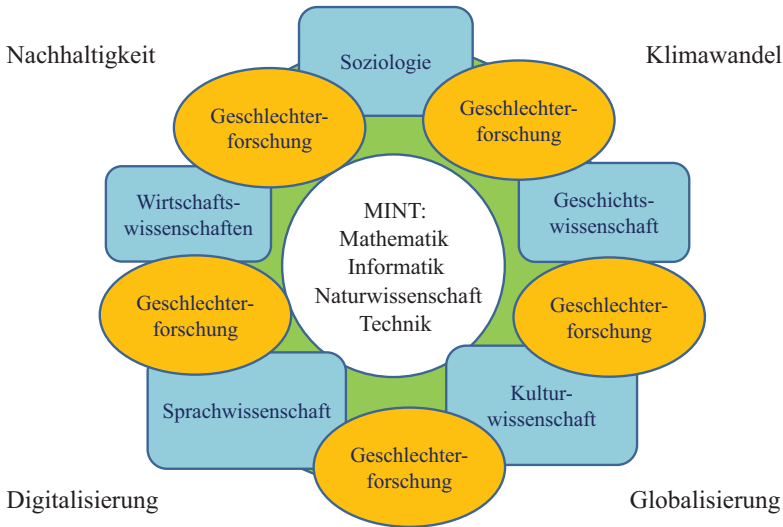 Nachhaltigkeit
Klimawandel
Soziologie
Geschlechter-
forschung
Geschlechter-
forschung
Wirtschafts-
wissenschaften
MINT:
Mathematik
Informatik
Naturwissenschaft
Technik
Geschichts-
wissenschaft
Geschlechter-
forschung
Geschlechter-
forschung
Sprachwissenschaft
Kultur-
wissenschaft
Geschlechter-
forschung
Digitalisierung
Globalisierung